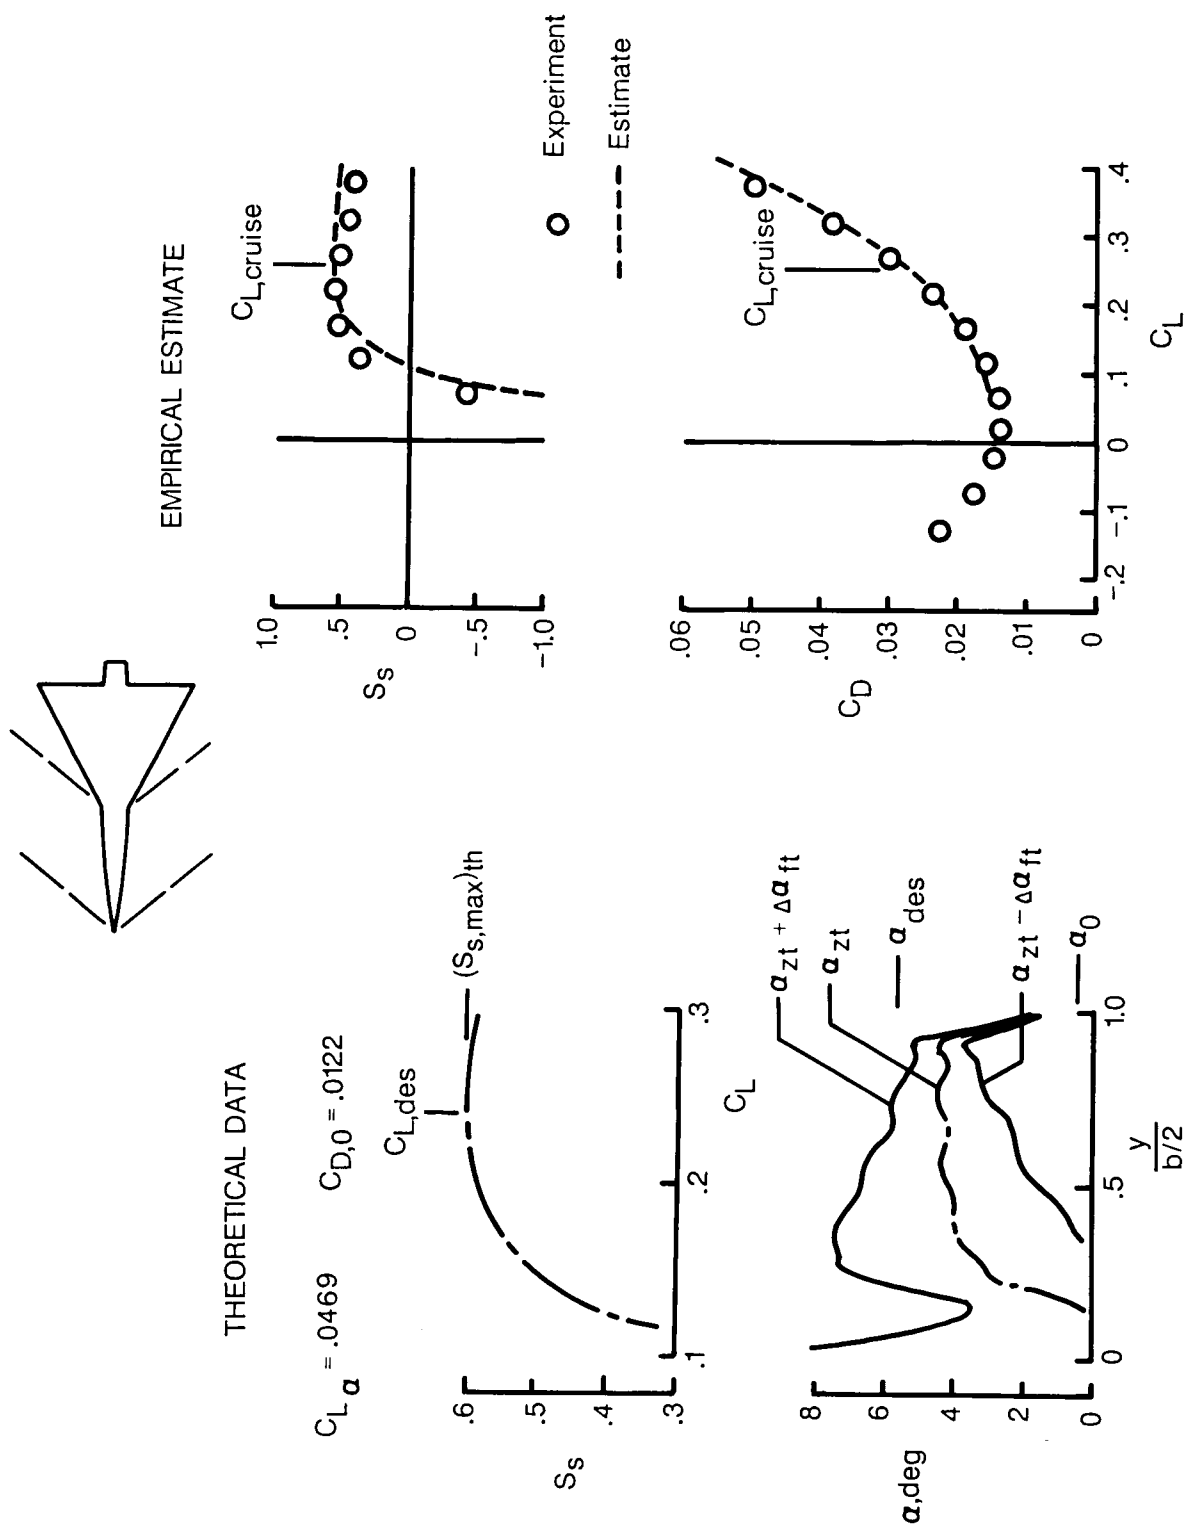 THEORETICAL DATA
C_Lα = .0469
C_D,0 = .0122
C_L,des
(S_s,max)th
S_s
.6
.5
.4
.3
.1
.2
.3
C_L
α,deg
8
6
4
2
0
0
.5
1.0
y
b/2
α_zt + Δα_ft
α_zt
α_des
α_zt − Δα_ft
α_0
EMPIRICAL ESTIMATE
C_L,cruise
S_s
1.0
.5
0
-.5
-1.0
Experiment
Estimate
C_L,cruise
C_D
.06
.05
.04
.03
.02
.01
0
-.2
-.1
0
.1
.2
.3
.4
C_L